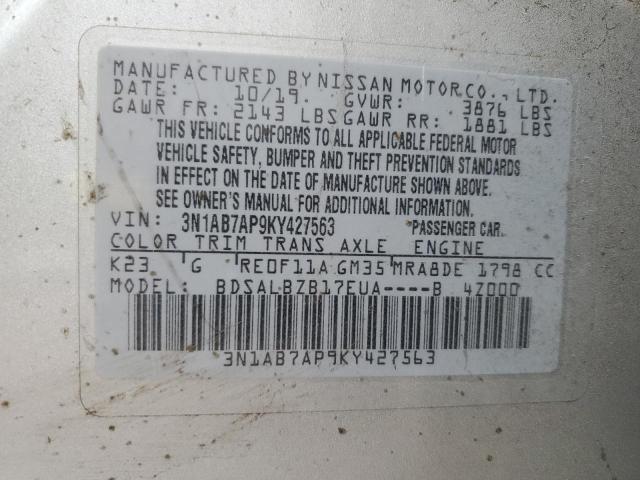 MANUFACTURED BY NISSAN MOTOR CO., LTD.
DATE: 10/19 GVWR: 3876 LBS
GAWR FR: 2143 LBS GAWR RR: 1881 LBS
THIS VEHICLE CONFORMS TO ALL APPLICABLE FEDERAL MOTOR
VEHICLE SAFETY, BUMPER AND THEFT PREVENTION STANDARDS
IN EFFECT ON THE DATE OF MANUFACTURE SHOWN ABOVE.
SEE OWNER'S MANUAL FOR ADDITIONAL INFORMATION.
VIN: 3N1AB7AP9KY427563 PASSENGER CAR
COLOR TRIM TRANS AXLE ENGINE
K23 G RE0F11A GM35 MRA8DE 1798 CC
MODEL: BDSALBZB17EUA----B 4Z000
3N1AB7AP9KY427563